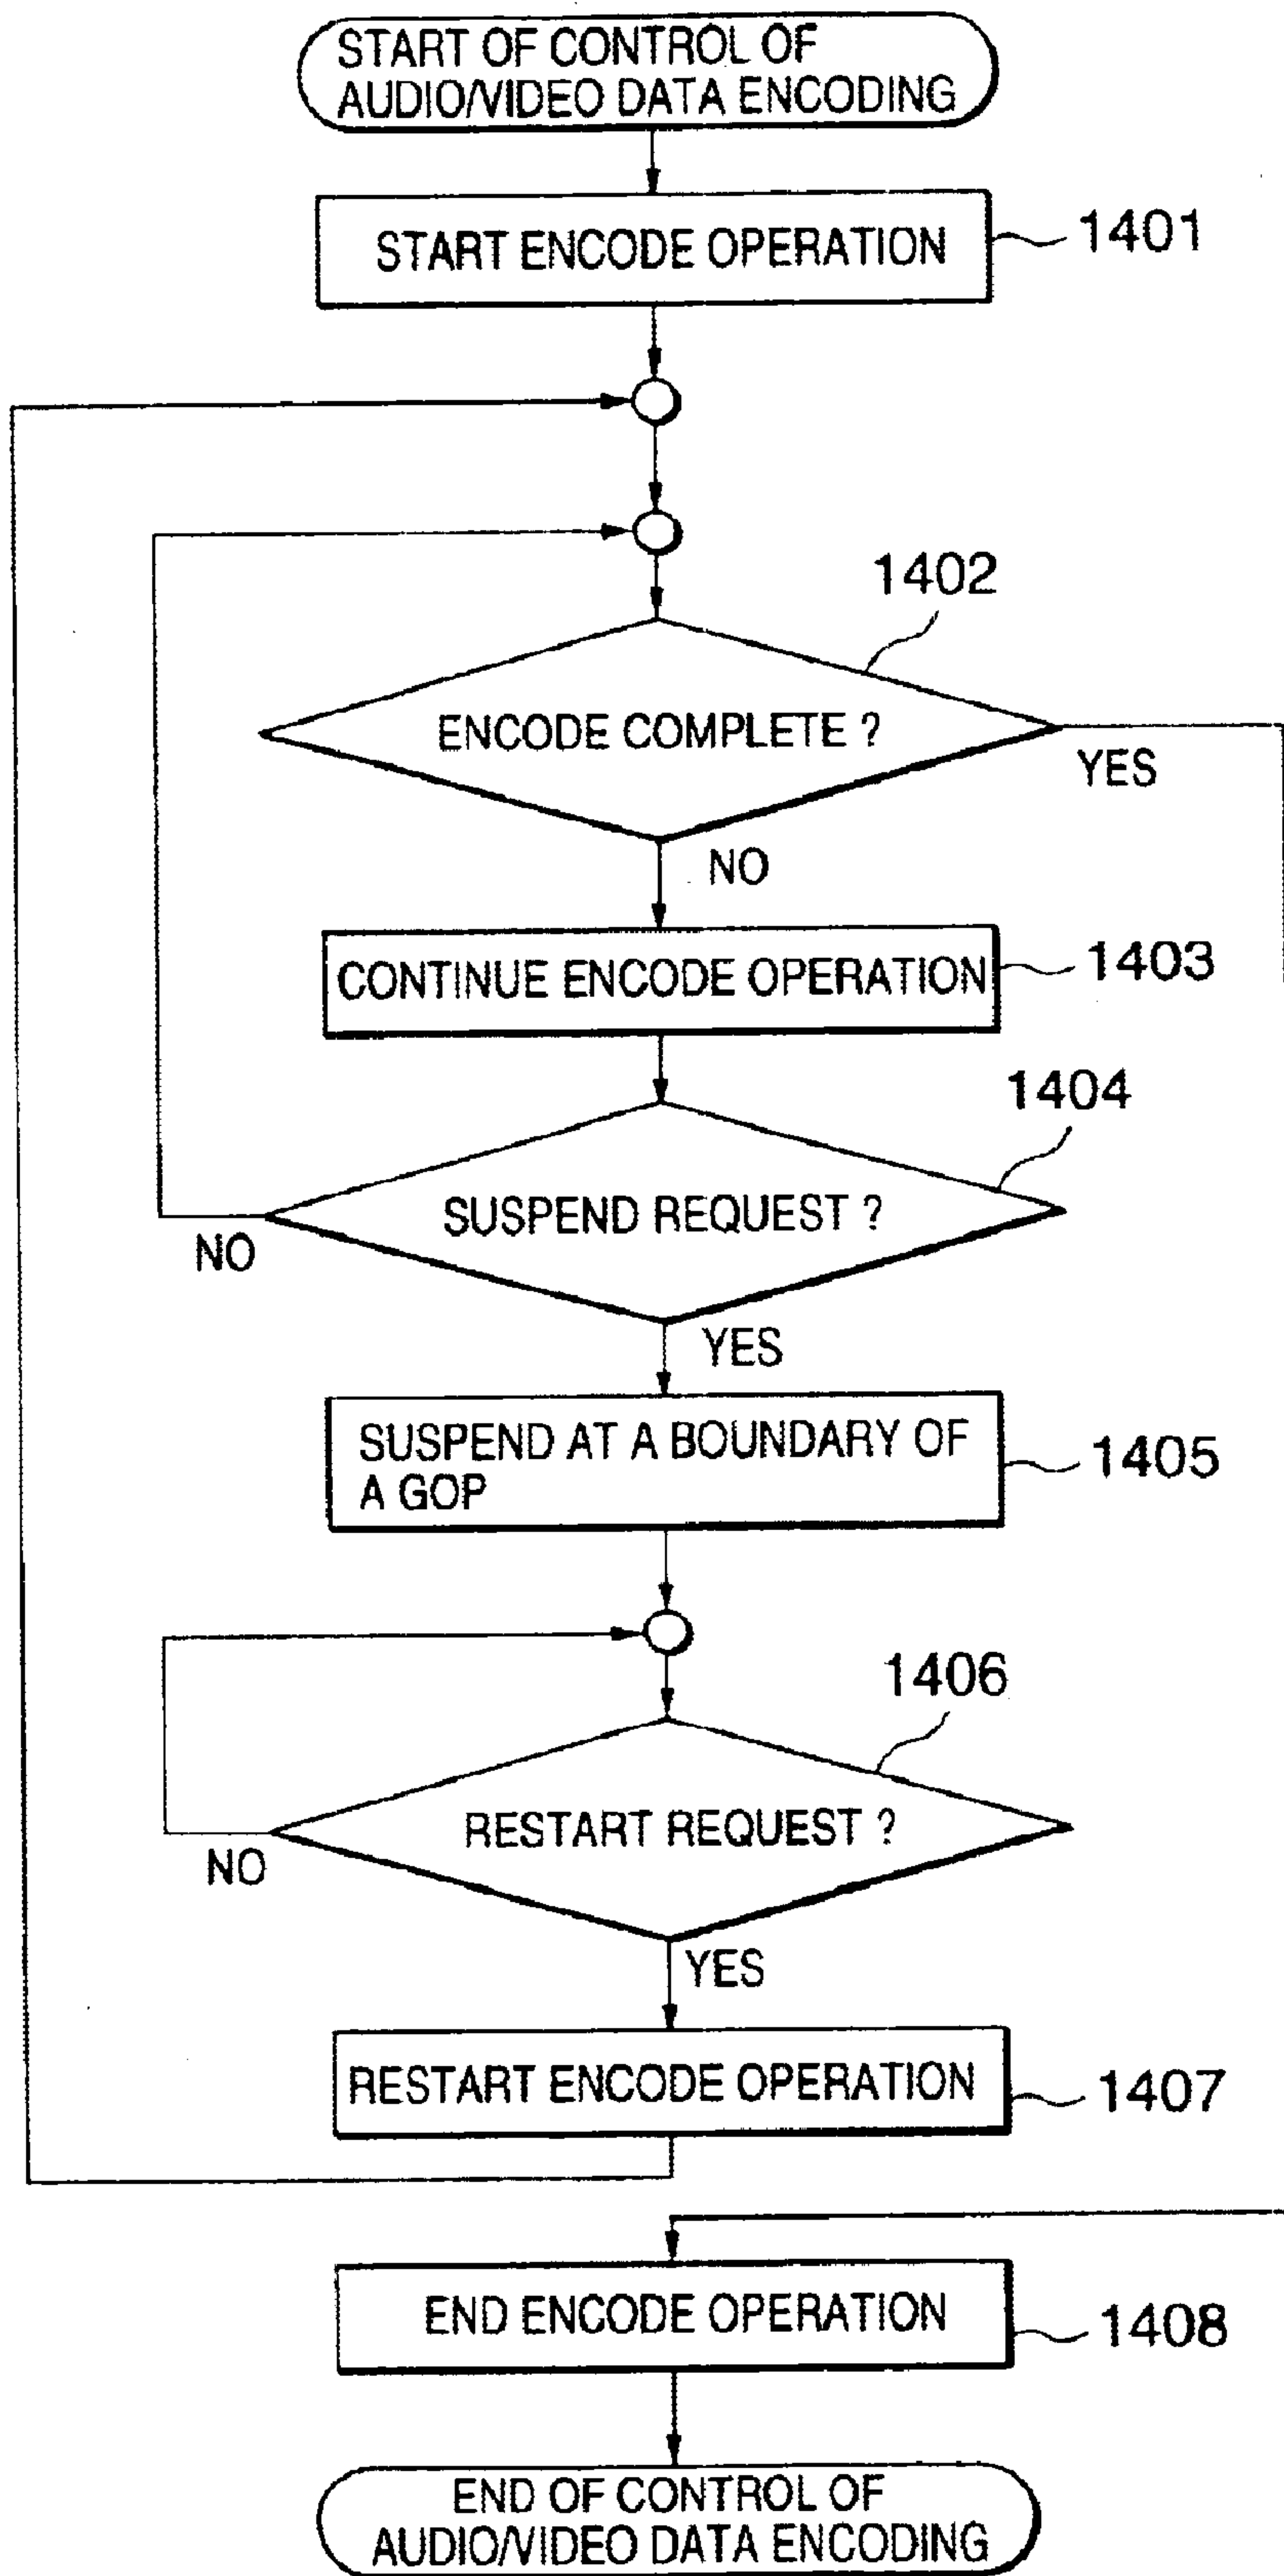 START OF CONTROL OF
AUDIO/VIDEO DATA ENCODING
START ENCODE OPERATION
1401
1402
ENCODE COMPLETE ?
YES
NO
CONTINUE ENCODE OPERATION
1403
1404
SUSPEND REQUEST ?
NO
YES
SUSPEND AT A BOUNDARY OF
A GOP
1405
1406
RESTART REQUEST ?
NO
YES
RESTART ENCODE OPERATION
1407
END ENCODE OPERATION
1408
END OF CONTROL OF
AUDIO/VIDEO DATA ENCODING